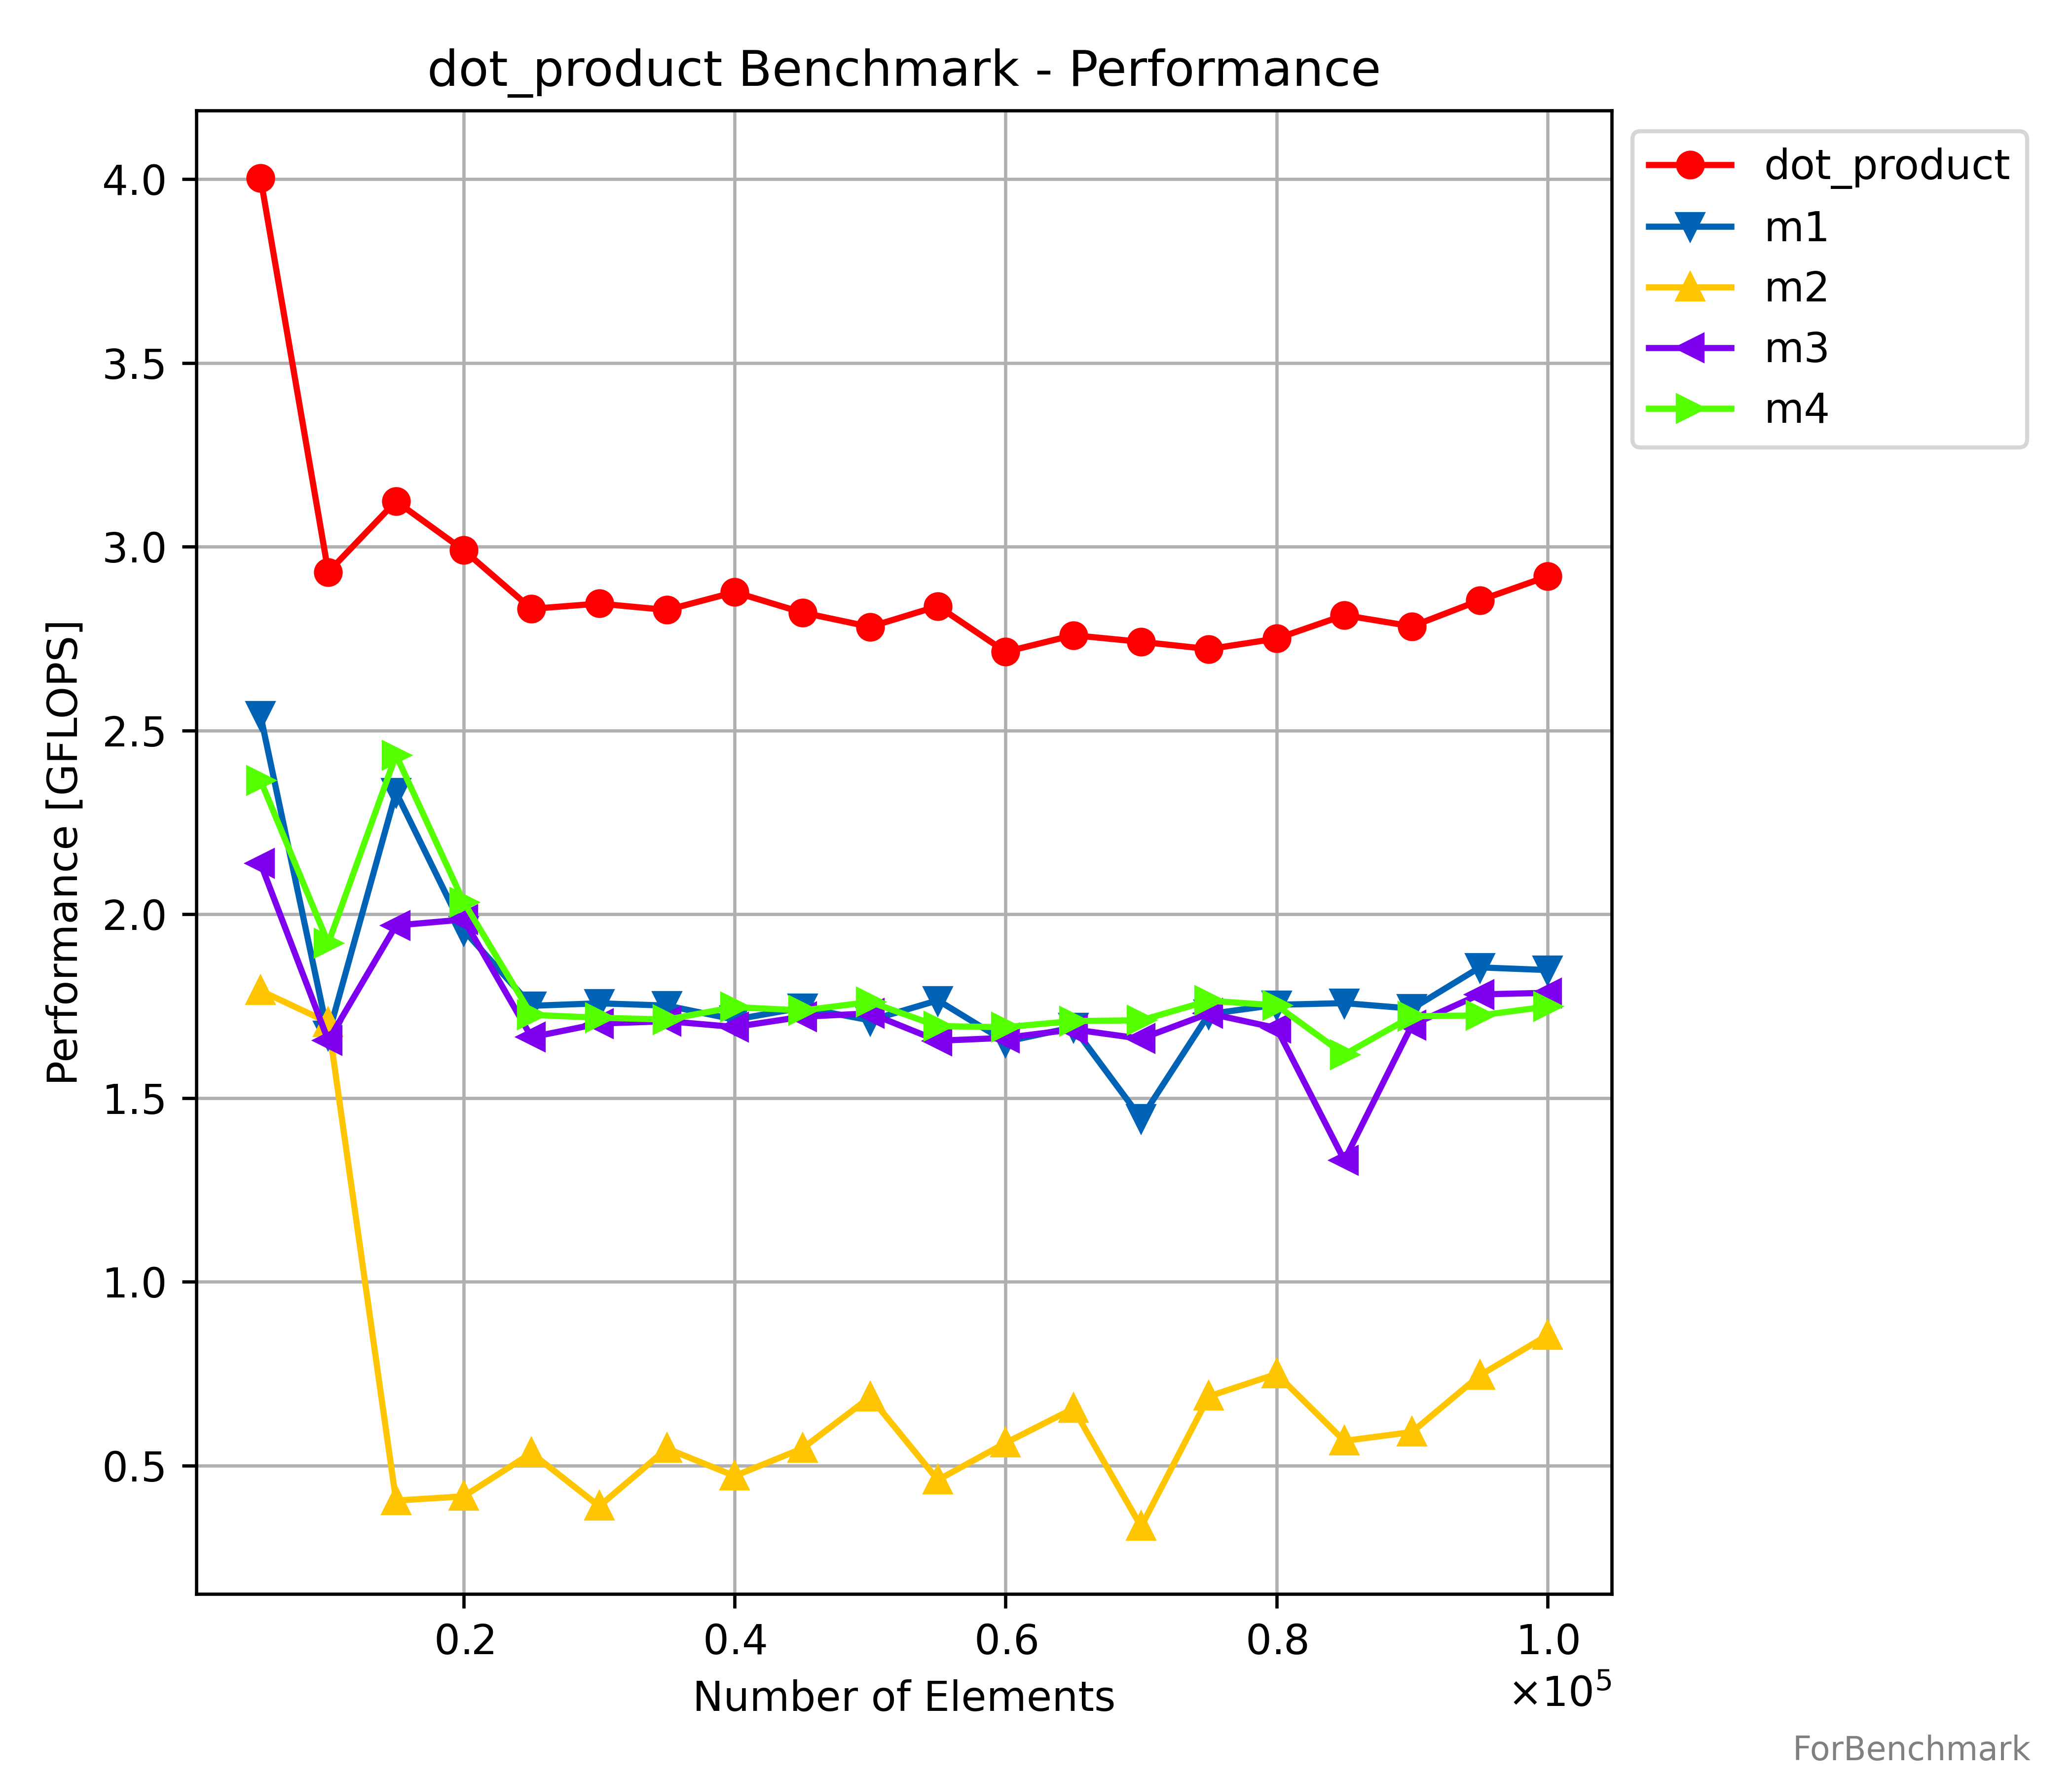 dot_product Benchmark - Performance
dot_product
m1
m2
m3
m4
Performance [GFLOPS]
4.0
3.5
3.0
2.5
2.0
1.5
1.0
0.5
0.2 0.4 0.6 0.8 1.0
×10⁵
Number of Elements
ForBenchmark